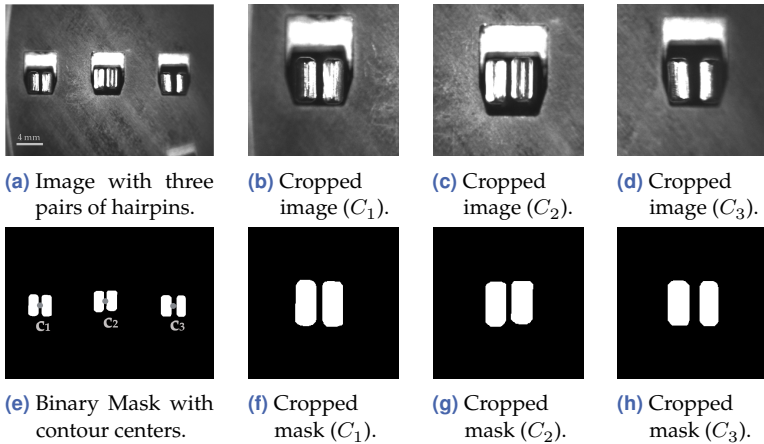 4 mm
(a) Image with three
pairs of hairpins.
(b) Cropped
image (C₁).
(c) Cropped
image (C₂).
(d) Cropped
image (C₃).
C₁
C₂
C₃
(e) Binary Mask with
contour centers.
(f) Cropped
mask (C₁).
(g) Cropped
mask (C₂).
(h) Cropped
mask (C₃).